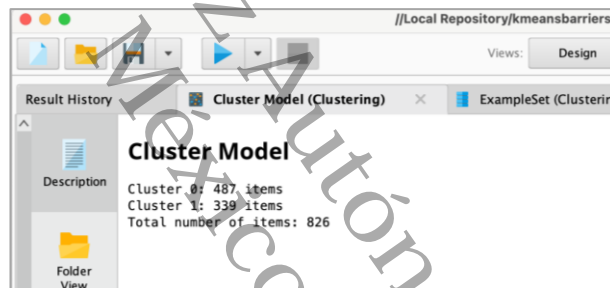 //Local Repository/kmeansbarriers
Views: Design
Result History
Cluster Model (Clustering)
ExampleSet (Clusterin
Description
Cluster Model
Cluster 0: 487 items
Cluster 1: 339 items
Total number of items: 826
Folder
View
z Autón
México